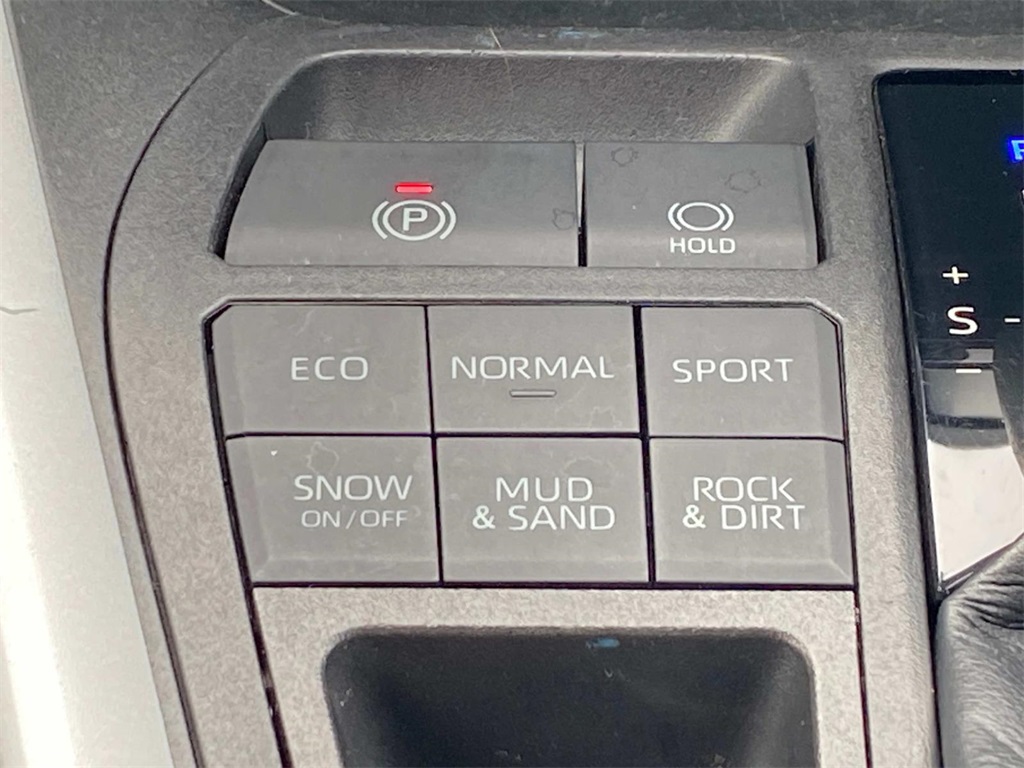 P
HOLD
ECO
NORMAL
SPORT
SNOW
ON/OFF
MUD
& SAND
ROCK
& DIRT
+
S
-